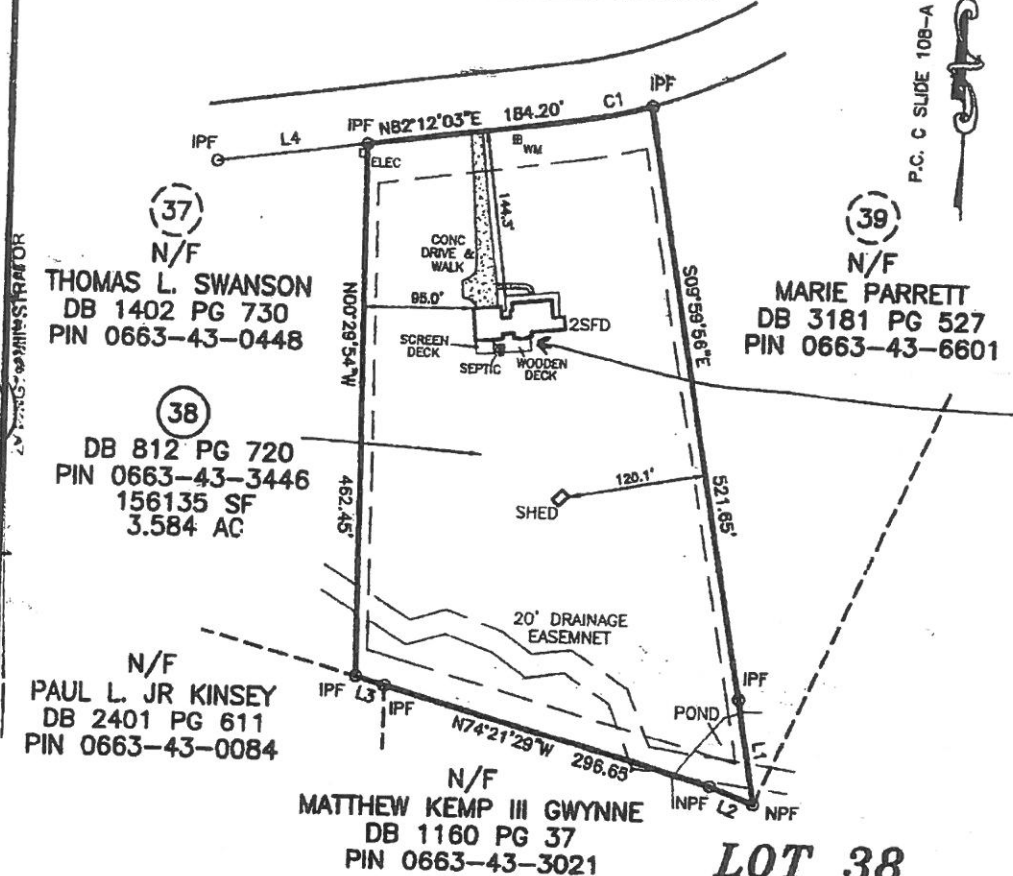 P.C. C SLIDE 108-A
IPF
C1
184.20'
N82°12'03"E
IPF
L4
IPF
ELEC
WM
37
N/F
THOMAS L. SWANSON
DB 1402 PG 730
PIN 0663-43-0448
39
N/F
MARIE PARRETT
DB 3181 PG 527
PIN 0663-43-6601
144.3'
CONC
DRIVE &
WALK
95.0'
N00°29'54"W
2SFD
SCREEN
DECK
SEPTIC
WOODEN
DECK
S09°59'56"E
38
DB 812 PG 720
PIN 0663-43-3446
156135 SF
3.584 AC
462.45'
120.1'
SHED
521.65'
20' DRAINAGE
EASEMNET
N/F
PAUL L. JR KINSEY
DB 2401 PG 611
PIN 0663-43-0084
IPF
L3
IPF
N74°21'29"W
296.65'
IPF
POND
L1
NPF
L2
NPF
N/F
MATTHEW KEMP III GWYNNE
DB 1160 PG 37
PIN 0663-43-3021
LOT 38